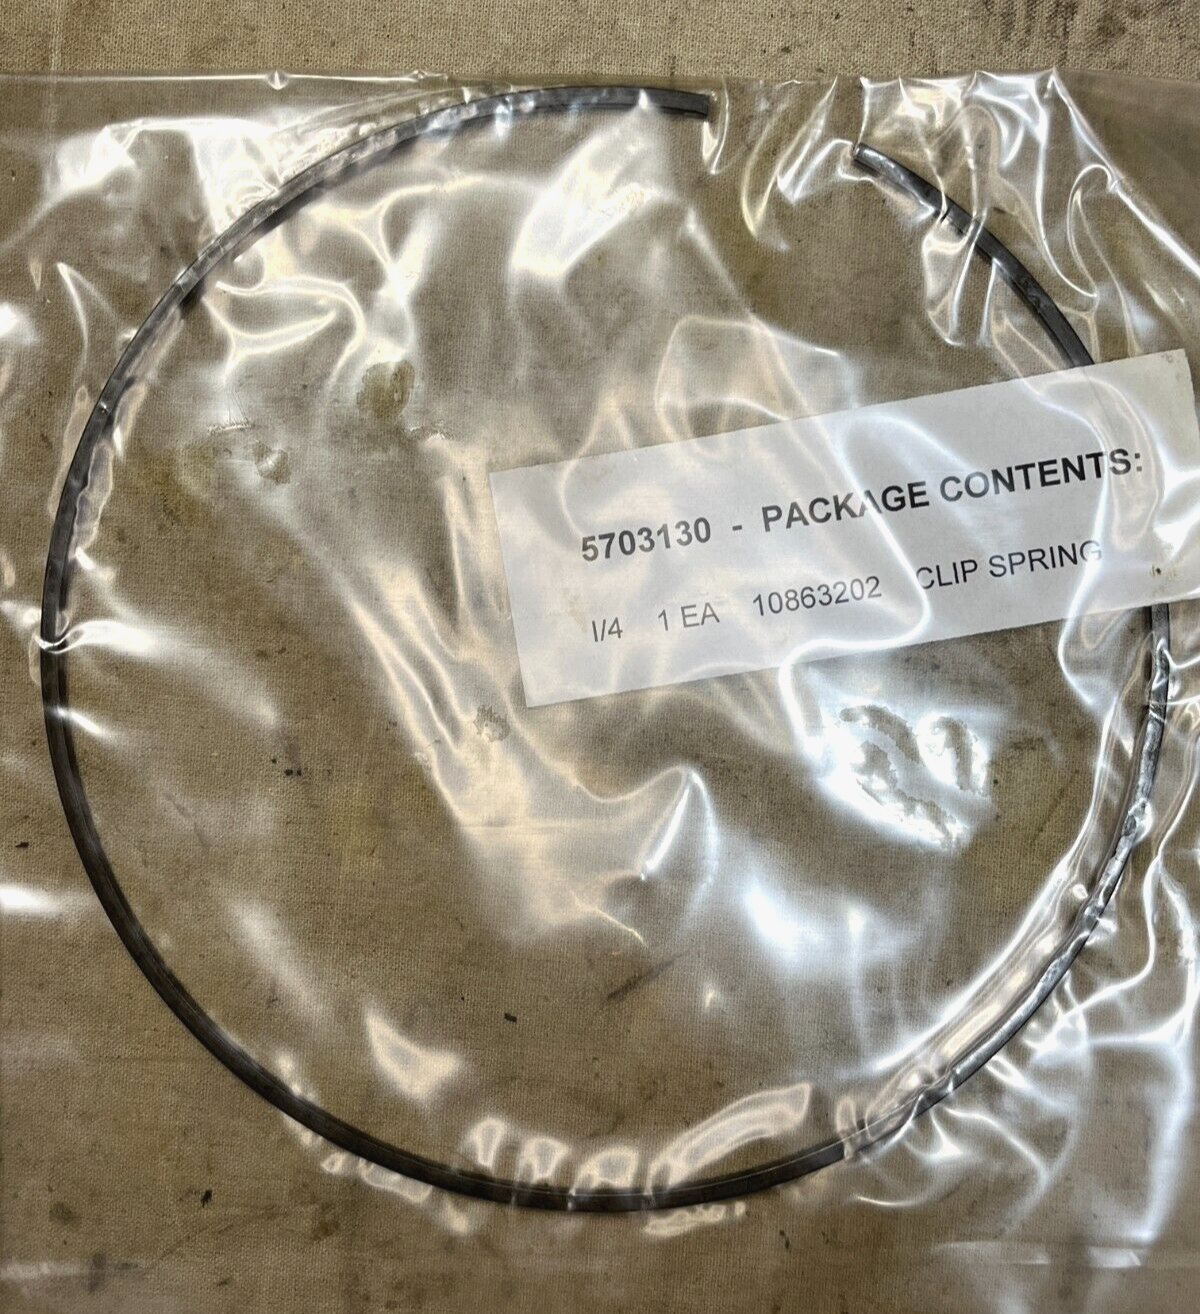 5703130 - PACKAGE CONTENTS:
I/4 1 EA 10863202 CLIP SPRING